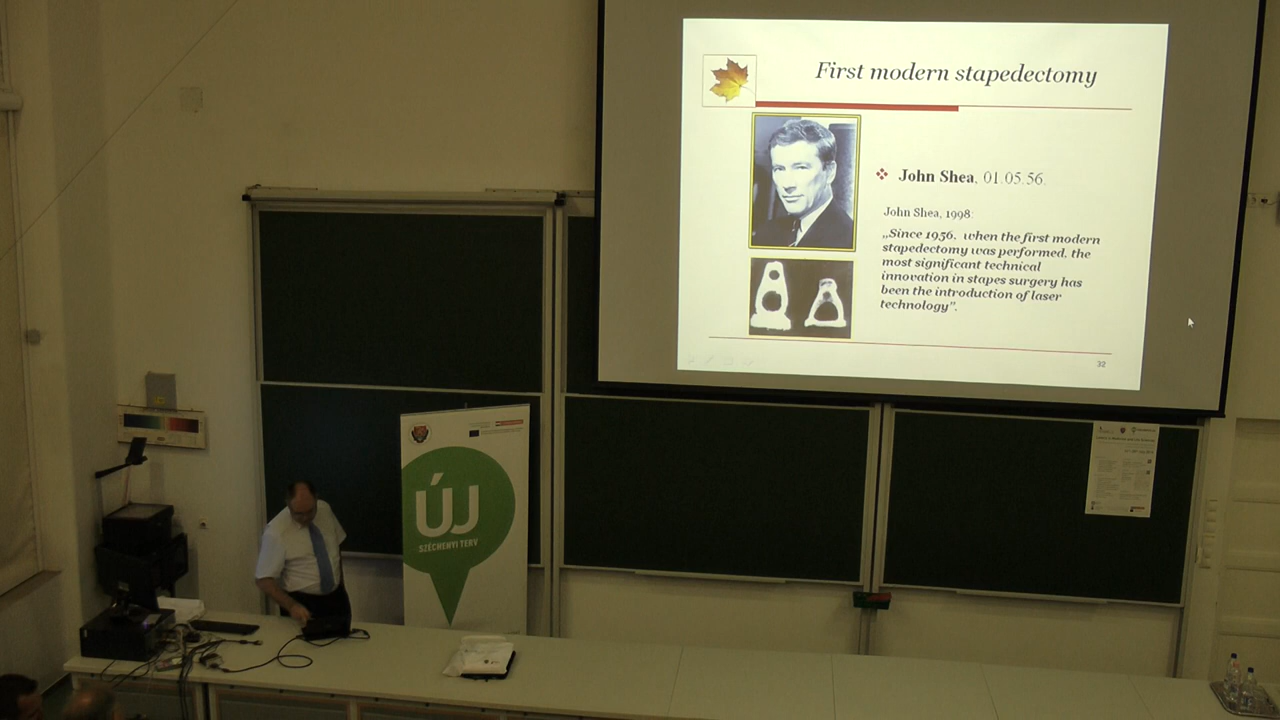 First modern stapedectomy
John Shea, 01.05.56.
John Shea, 1998:
„Since 1956, when the first modern
stapedectomy was performed, the
most significant technical
innovation in stapes surgery has
been the introduction of laser
technology”.
32
ÚJ
SZÉCHENYI TERV